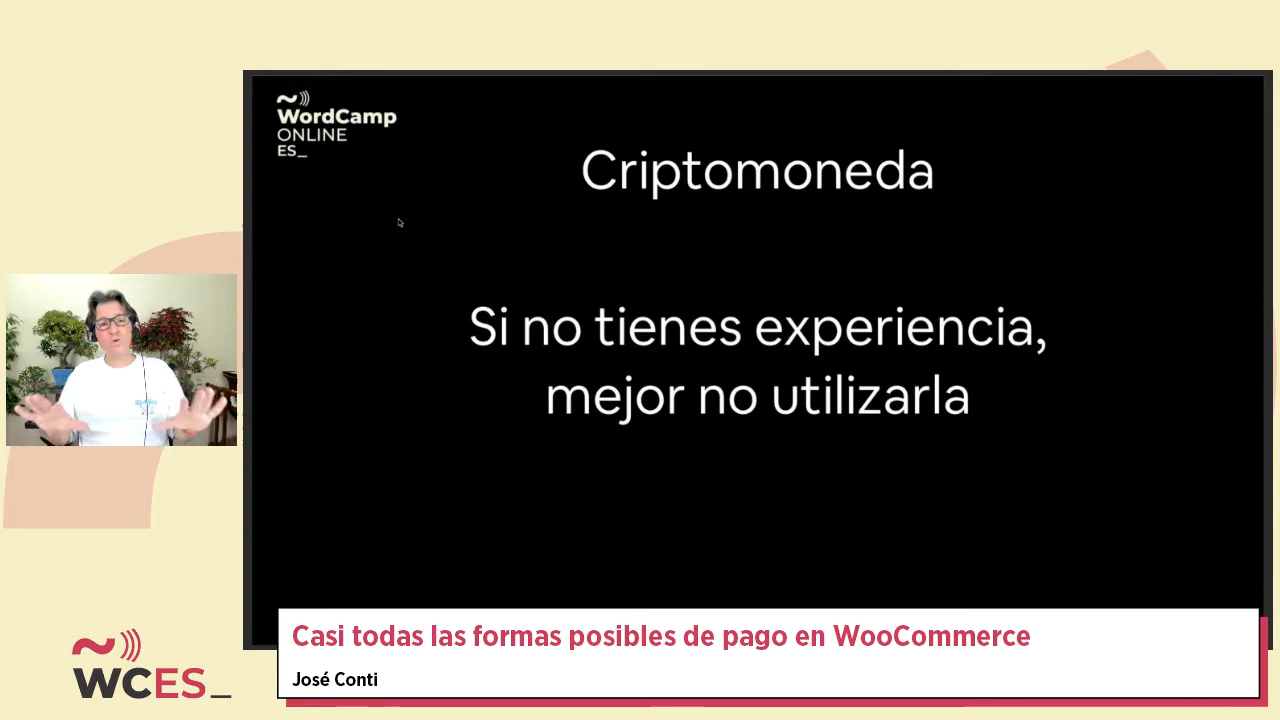 WordCamp
ONLINE
ES_
Criptomoneda
Si no tienes experiencia,
mejor no utilizarla
Casi todas las formas posibles de pago en WooCommerce
José Conti
WCES_